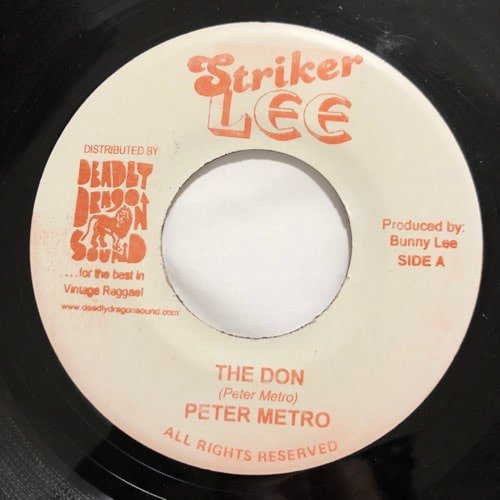 Striker
LEE
DISTRIBUTED BY:
DEADLY
DRAGON
SOUND
....for the best in
Vintage Reggae!
www.deadlydragonsound.com
Produced by:
Bunny Lee
SIDE A
THE DON
(Peter Metro)
PETER METRO
ALL RIGHTS RESERVED